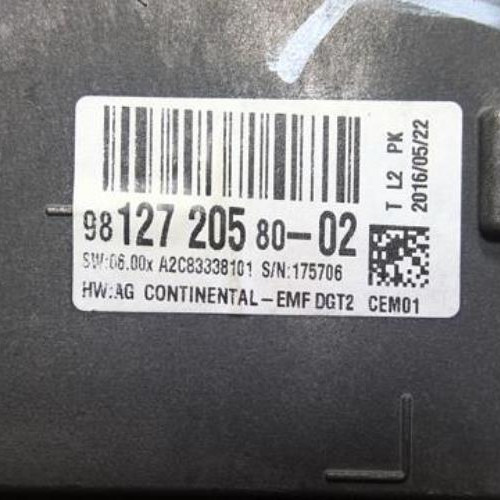 98 127 205 80-02
SW:06.00x A2C83338101 S/N:175706
HW:AG CONTINENTAL-EMF DGT2 CEM01
T L2 PK
2016/05/22